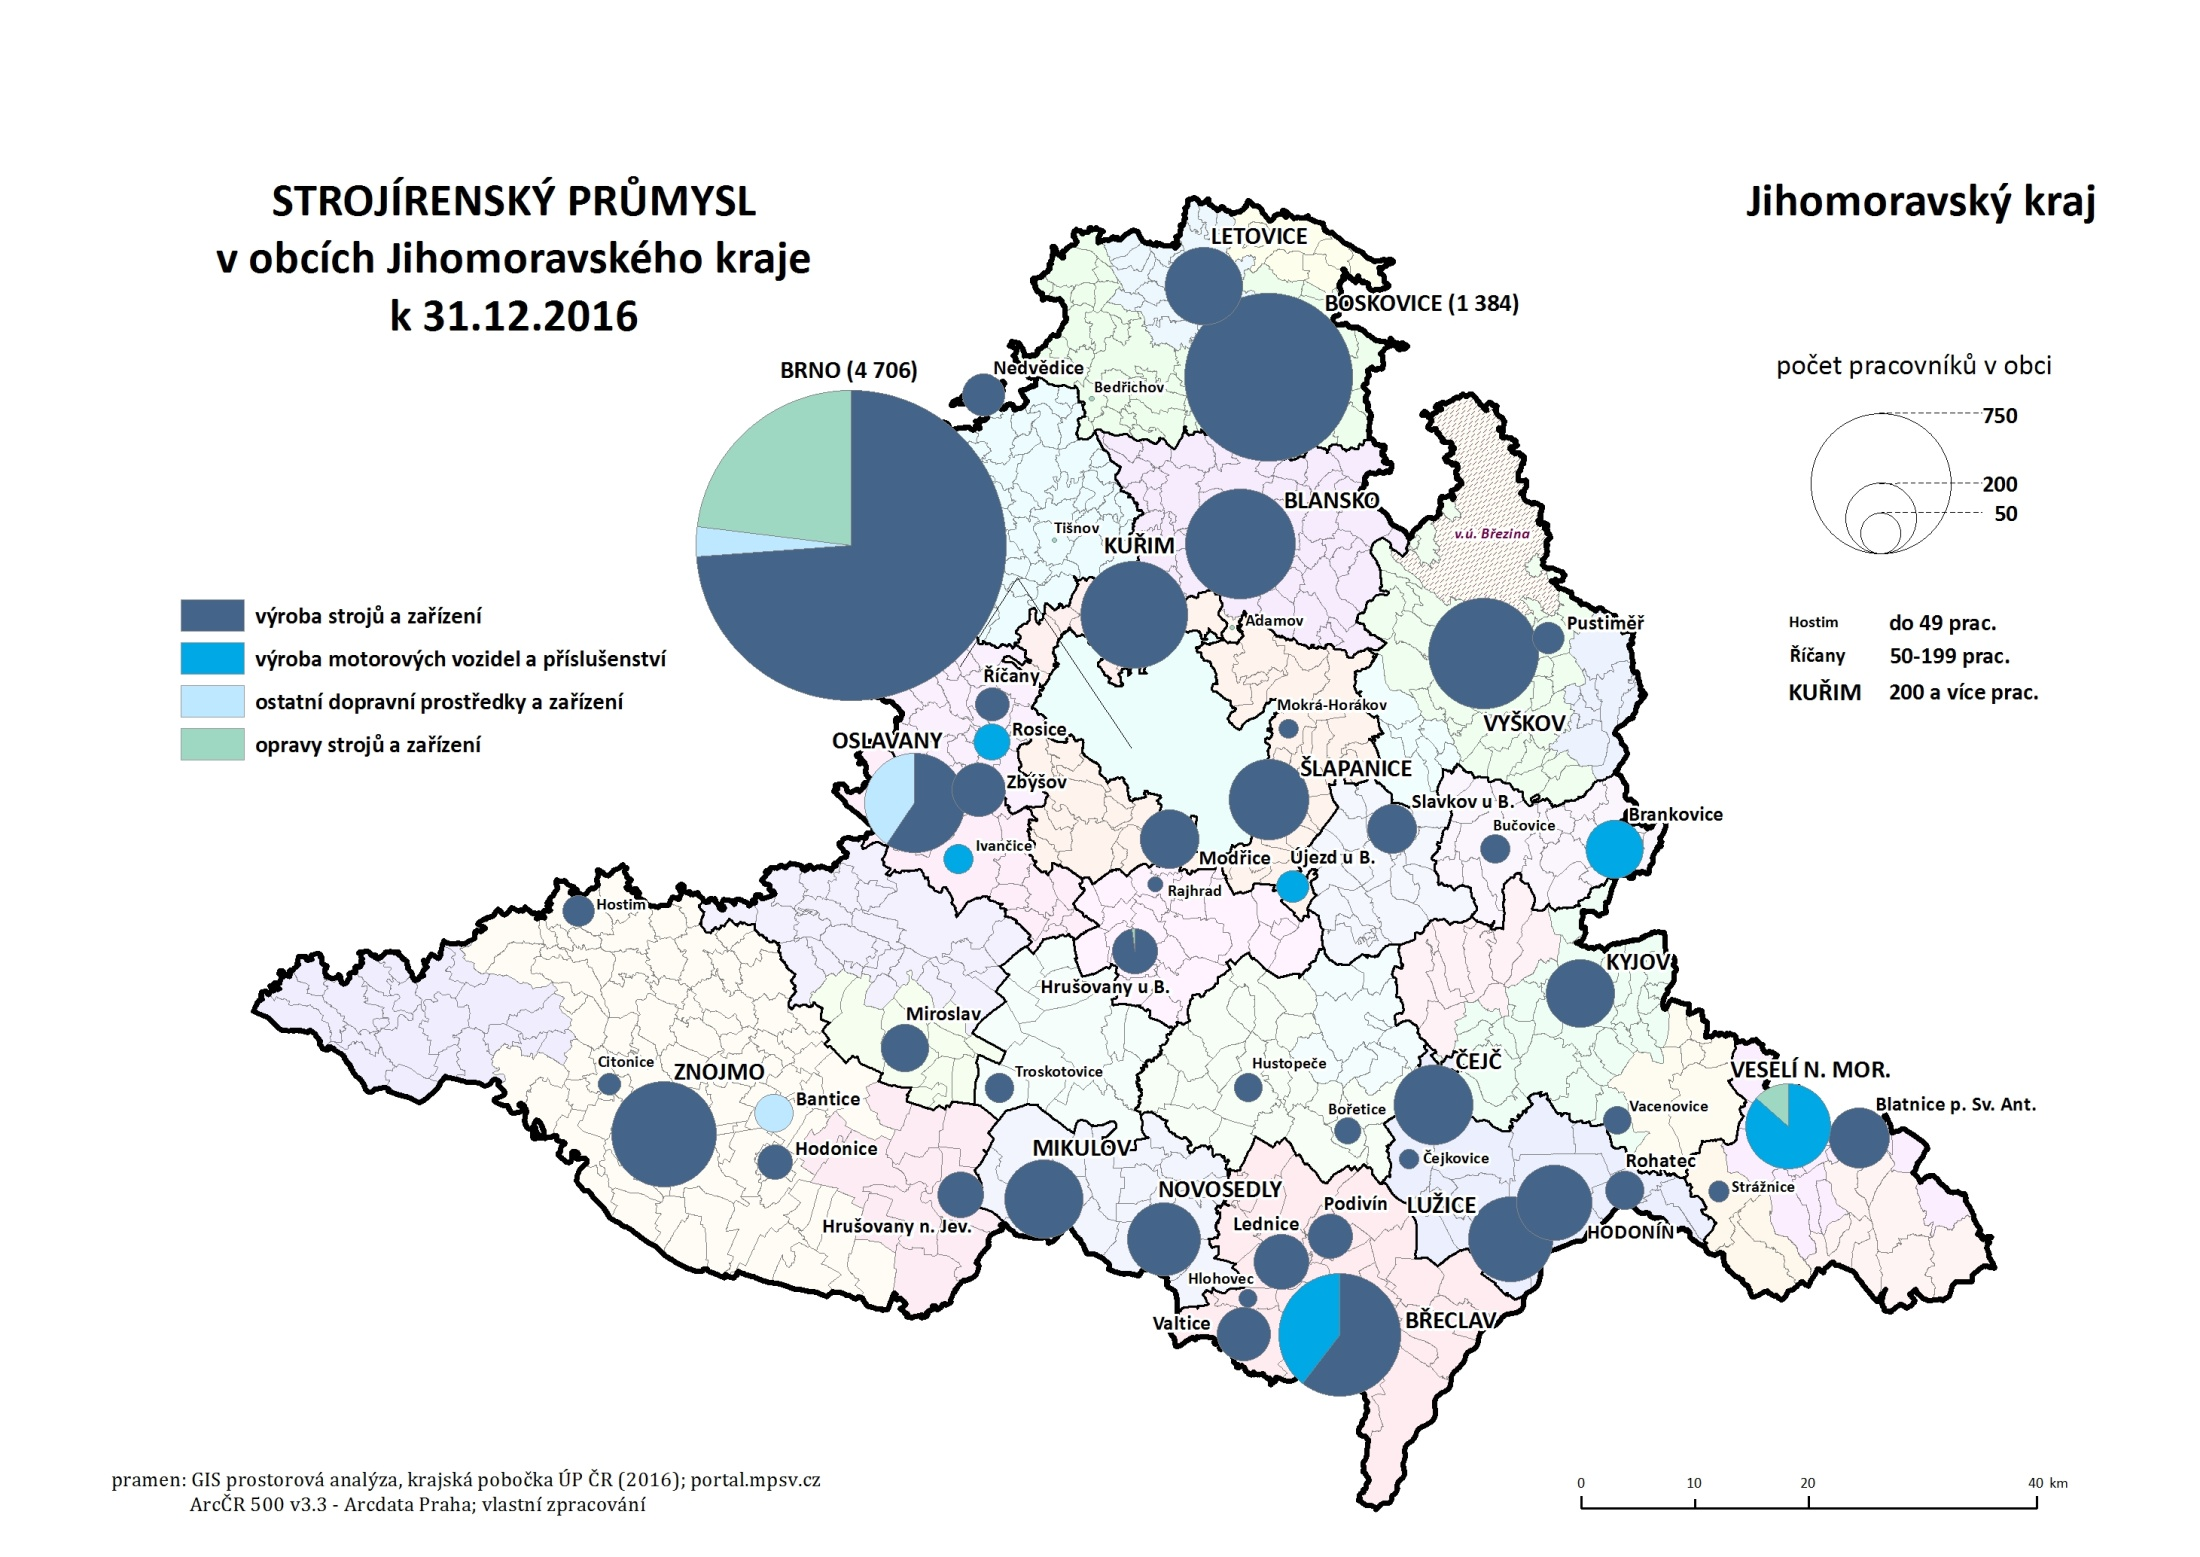 STROJÍRENSKÝ PRŮMYSL
v obcích Jihomoravského kraje
k 31.12.2016
Jihomoravský kraj
LETOVICE
BOSKOVICE (1 384)
BRNO (4 706)
Nedvědice
Bedřichov
počet pracovníků v obci
750
200
50
BLANSKO
Tišnov
KUŘIM
v.ú. Březina
Adamov
Pustiměř
Hostim do 49 prac.
Říčany 50-199 prac.
KUŘIM 200 a více prac.
výroba strojů a zařízení
výroba motorových vozidel a příslušenství
ostatní dopravní prostředky a zařízení
opravy strojů a zařízení
Říčany
Mokrá-Horákov
VYŠKOV
Rosice
OSLAVANY
ŠLAPANICE
Zbýšov
Slavkov u B.
Brankovice
Bučovice
Ivančice
Modřice
Újezd u B.
Rajhrad
Hostim
KYJOV
Hrušovany u B.
Miroslav
Citonice
ZNOJMO
Troskotovice
Hustopeče
ČEJČ
VESELÍ N. MOR.
Bantice
Bořetice
Vacenovice
Blatnice p. Sv. Ant.
Hodonice
MIKULOV
Čejkovice
Rohatec
Strážnice
NOVOSEDLY
Podivín
LUŽICE
Hrušovany n. Jev.
Lednice
HODONÍN
Hlohovec
Valtice
BŘECLAV
pramen: GIS prostorová analýza, krajská pobočka ÚP ČR (2016); portal.mpsv.cz
ArcČR 500 v3.3 - Arcdata Praha; vlastní zpracování
0 10 20 40 km